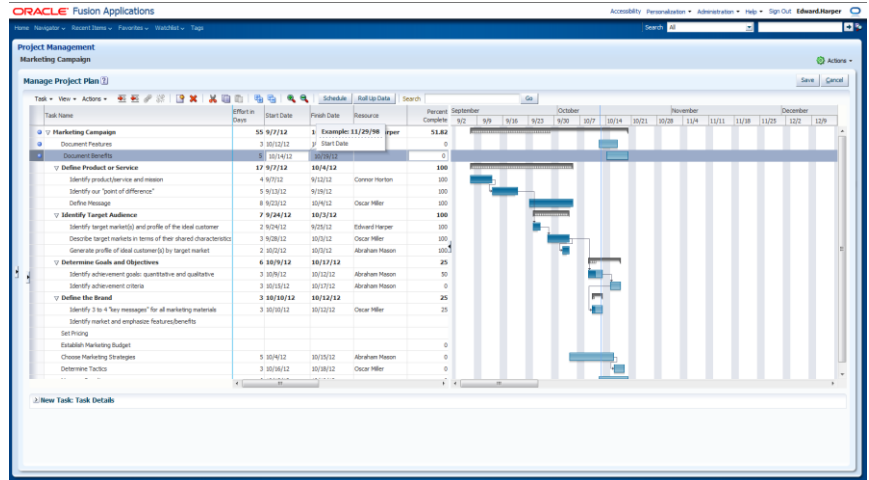 ORACLE Fusion Applications
Accessibility Personalization Administration Help Sign Out Edward.Harper
Home Navigator Recent Items Favorites Watchlist Tags Search All
Project Management
Marketing Campaign Actions
Manage Project Plan Save Cancel
Task View Actions Schedule Roll Up Data Search Go
Task Name Effort in Days Start Date Finish Date Resource Percent Complete September October November December
9/2 9/9 9/16 9/23 9/30 10/7 10/14 10/21 10/28 11/4 11/11 11/18 11/25 12/2 12/9
Marketing Campaign 55 9/7/12 Example: 11/29/98 51.82
Document Features 3 10/12/12 Start Date 0
Document Benefits 5 10/14/12 10/19/12 0
Define Product or Service 17 9/7/12 10/4/12 100
Identify product/service and mission 4 9/7/12 9/12/12 Connor Horton 100
Identify our "point of difference" 5 9/13/12 9/19/12 100
Define Message 8 9/23/12 10/4/12 Oscar Miller 100
Identify Target Audience 7 9/24/12 10/3/12 100
Identify target market(s) and profile of the ideal customer 2 9/24/12 9/25/12 Edward Harper 100
Describe target markets in terms of their shared characteristics 3 9/28/12 10/3/12 Oscar Miller 100
Generate profile of ideal customer(s) by target market 2 10/2/12 10/3/12 Abraham Mason 100
Determine Goals and Objectives 6 10/9/12 10/17/12 25
Identify achievement goals: quantitative and qualitative 3 10/9/12 10/12/12 Abraham Mason 50
Identify achievement criteria 3 10/15/12 10/17/12 Abraham Mason 0
Define the Brand 3 10/10/12 10/12/12 25
Identify 3 to 4 "key messages" for all marketing materials 3 10/10/12 10/12/12 Oscar Miller 25
Identify market and emphasize features/benefits
Set Pricing
Establish Marketing Budget 0
Choose Marketing Strategies 5 10/4/12 10/15/12 Abraham Mason 0
Determine Tactics 3 10/16/12 10/18/12 Oscar Miller 0
New Task: Task Details